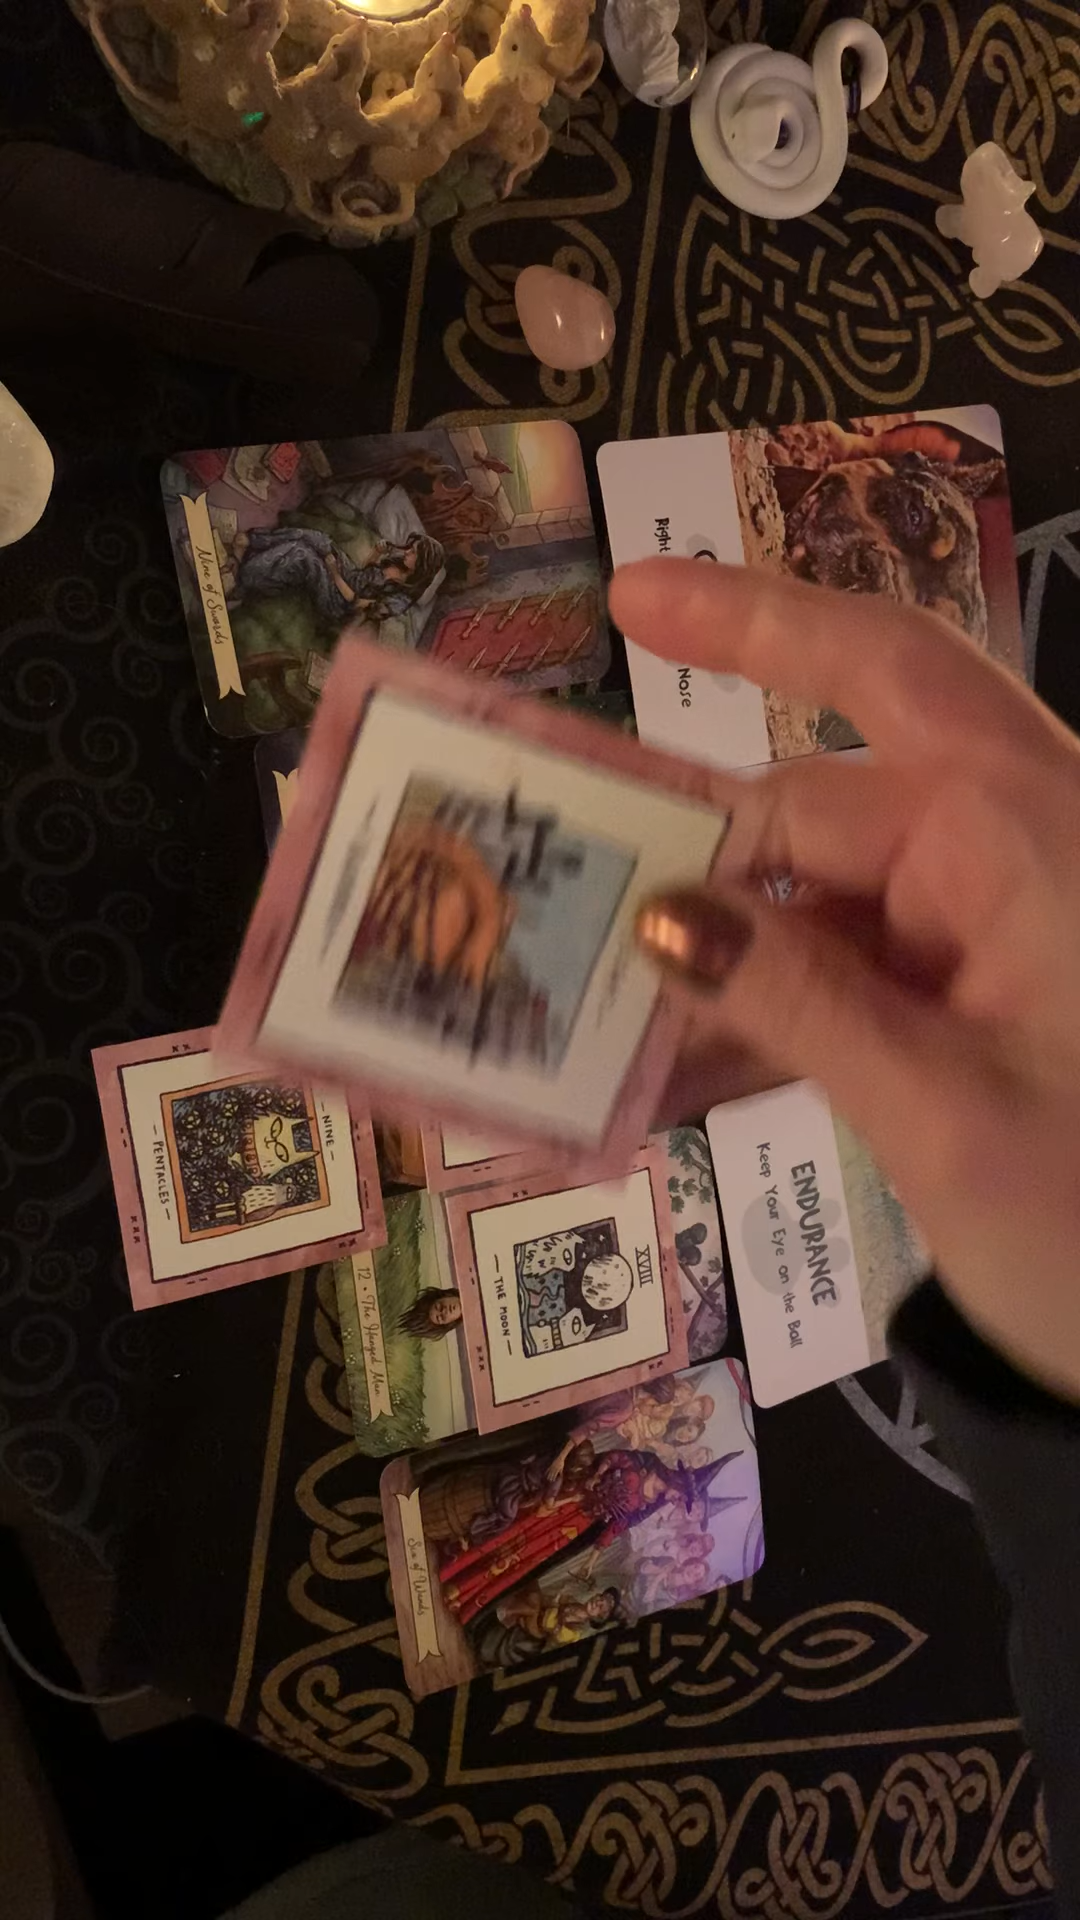 Nine of Swords
Right
Nose
NINE
PENTACLES
XVIII
THE MOON
12 • The Hanged Man
ENDURANCE
Keep Your Eye on the Ball
Six of Wands